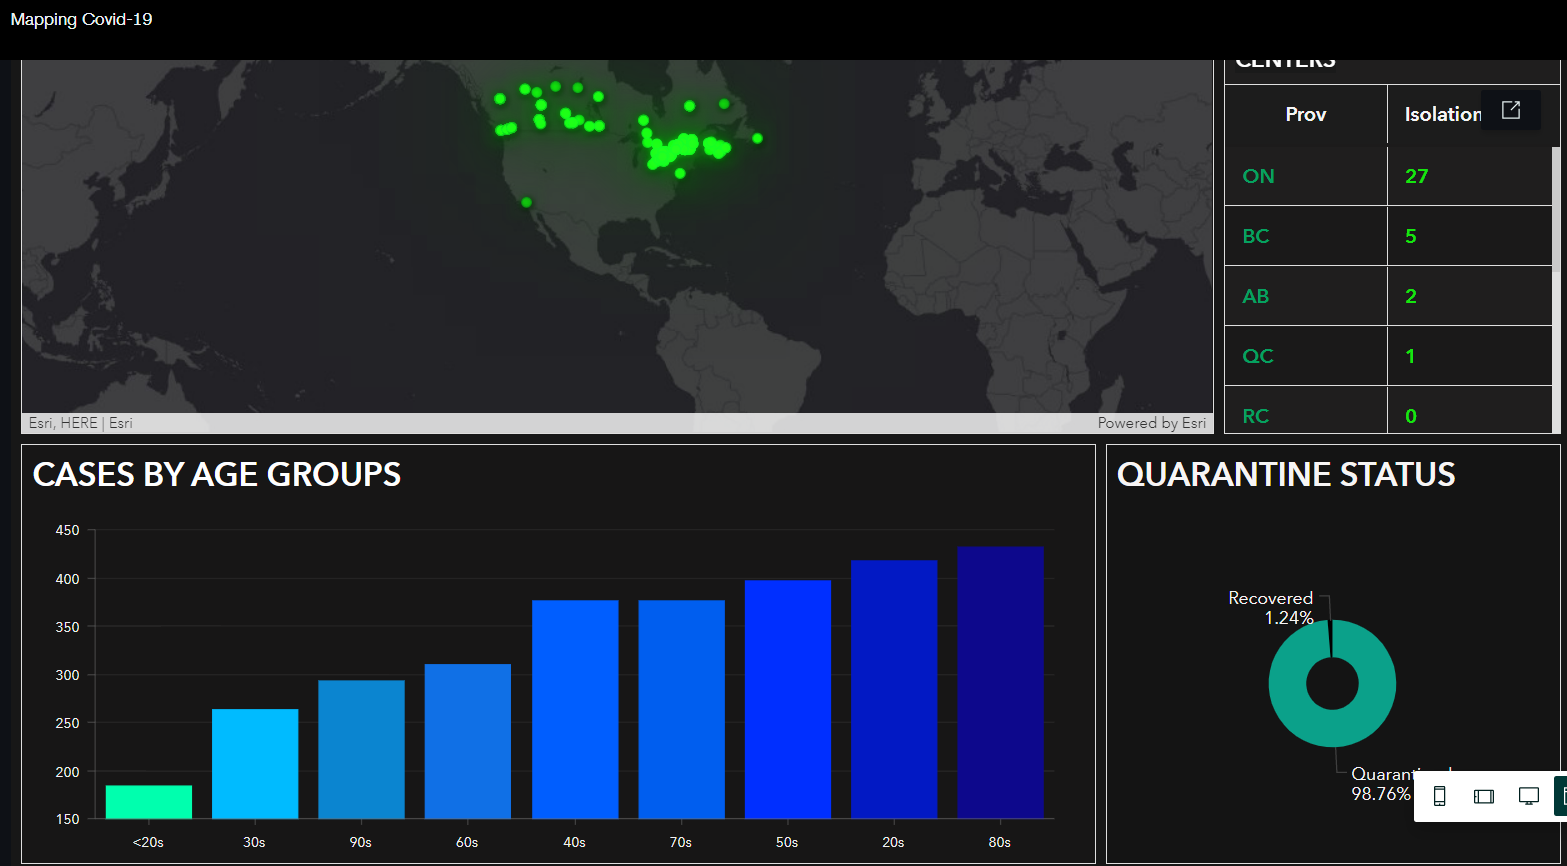 Mapping Covid-19
CENTERS
Prov Isolation
ON 27
BC 5
AB 2
QC 1
RC 0
Esri, HERE | Esri
Powered by Esri
CASES BY AGE GROUPS
450
400
350
300
250
200
150
<20s 30s 90s 60s 40s 70s 50s 20s 80s
QUARANTINE STATUS
Recovered
1.24%
98.76%